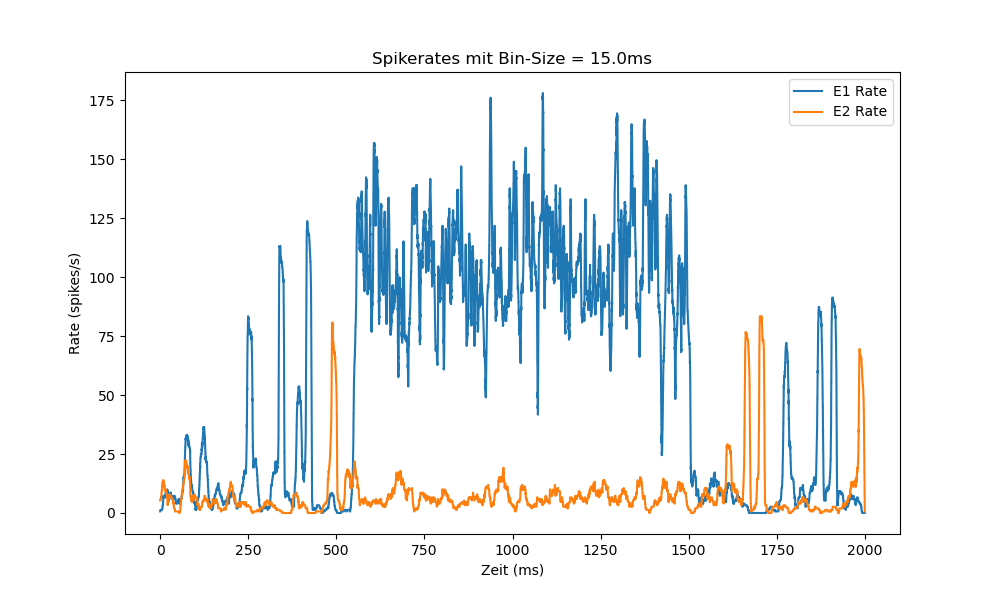 Spikerates mit Bin-Size = 15.0ms
E1 Rate
E2 Rate
Rate (spikes/s)
175
150
125
100
75
50
25
0
0 250 500 750 1000 1250 1500 1750 2000
Zeit (ms)